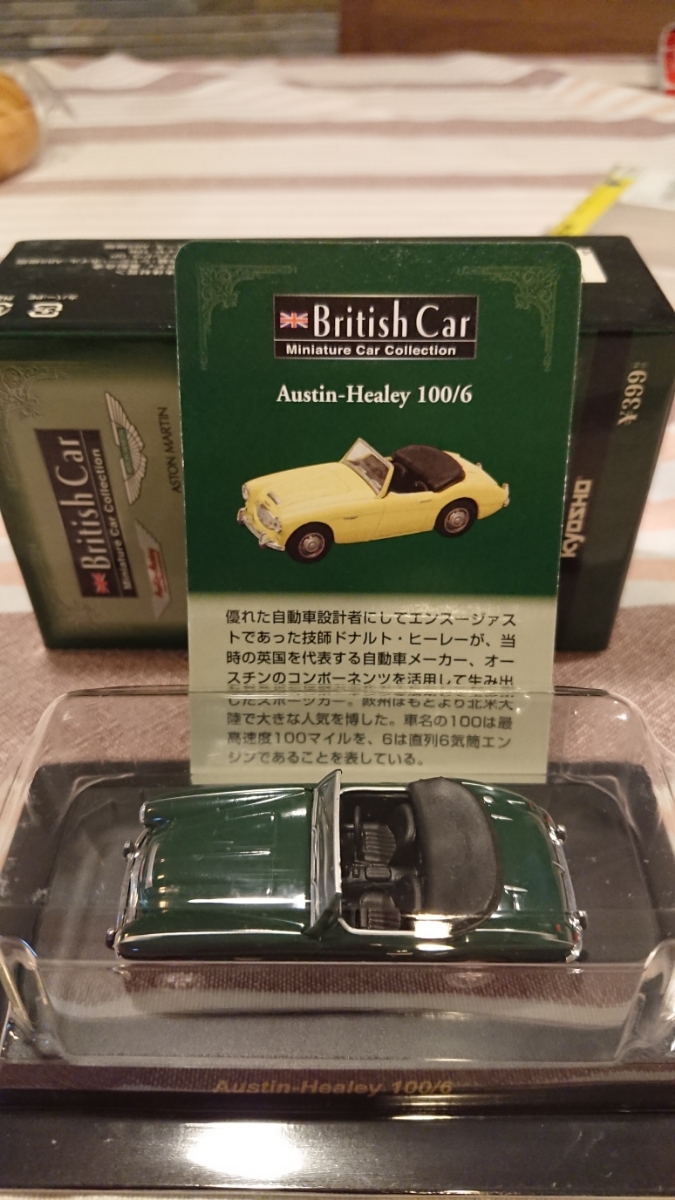 British Car
Miniature Car Collection
Austin-Healey 100/6
優れた自動車設計者にしてエンスージァス
トであった技師ドナルト・ヒーレーが、当
時の英国を代表する自動車メーカー、オー
スチンのコンポーネンツを活用して生み出
したスポーツカー。欧州はもとより北米大
陸で大きな人気を博した。車名の100は最
高速度100マイルを、6は直列6気筒エン
ジンであることを表している。
British Car
Miniature Car Collection
ASTON MARTIN
¥399
KYOSHO
Austin-Healey 100/6